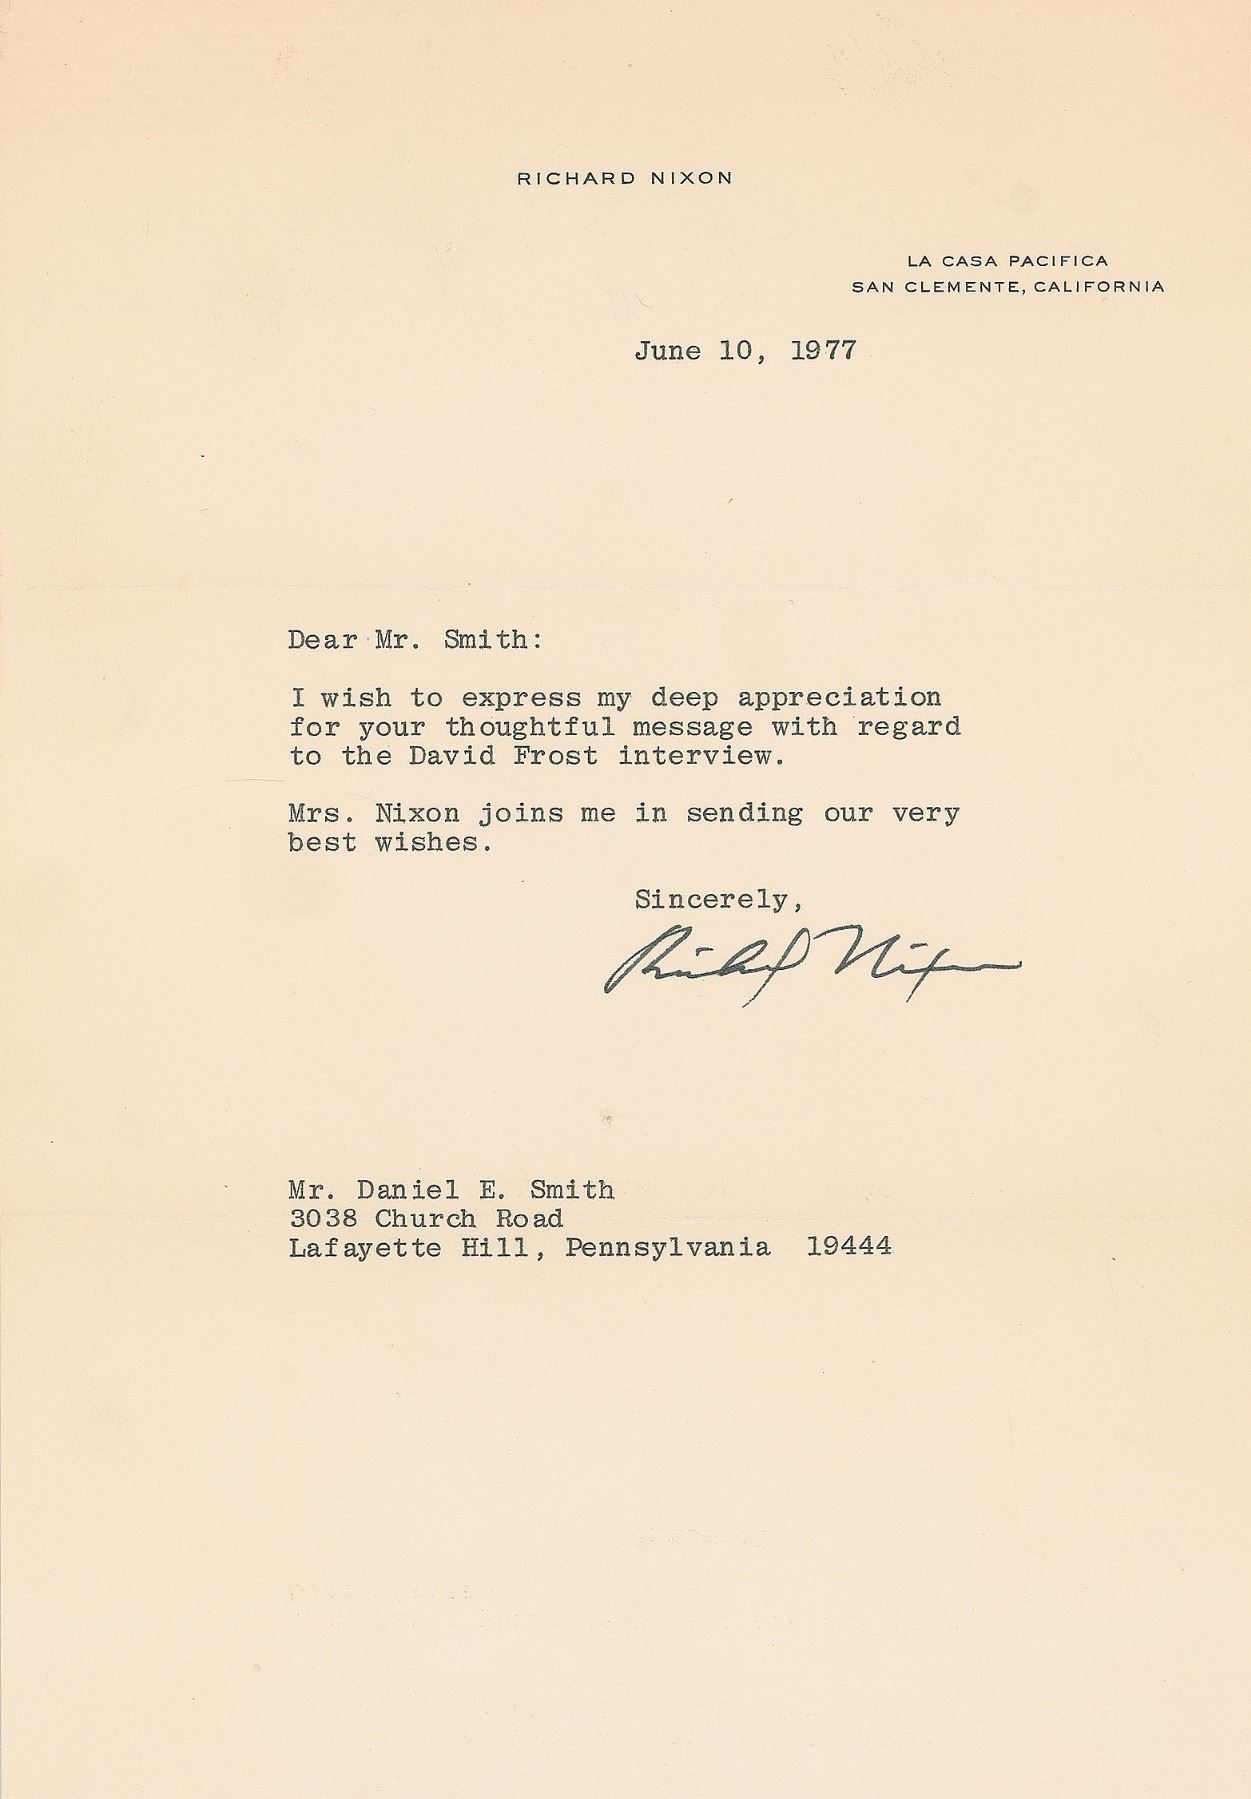 RICHARD NIXON
LA CASA PACIFICA
SAN CLEMENTE, CALIFORNIA
June 10, 1977
Dear Mr. Smith:
I wish to express my deep appreciation
for your thoughtful message with regard
to the David Frost interview.
Mrs. Nixon joins me in sending our very
best wishes.
Sincerely,
Richard Nixon
Mr. Daniel E. Smith
3038 Church Road
Lafayette Hill, Pennsylvania 19444